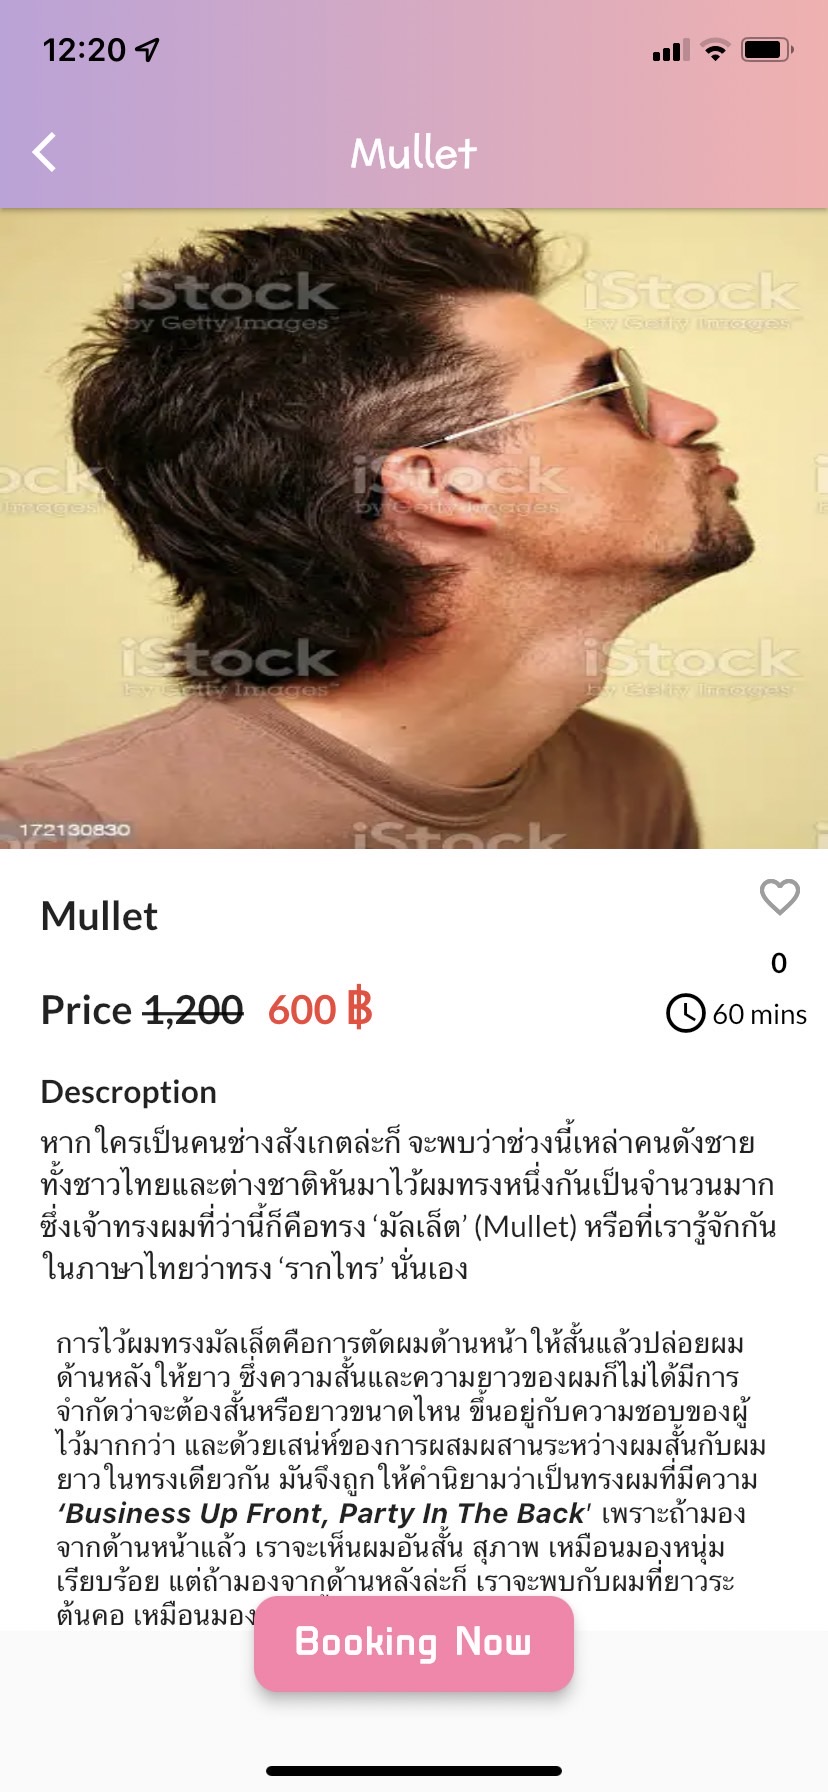 12:20
Mullet
iStock
by Getty Images
iStock
by Getty Images
ock
Images
iStock
by Getty Images
iStock
by Getty Images
iStock
by Getty Images
172130830
iStock
Mullet
0
Price 1,200 600 ฿
60 mins
Descroption
หากใครเป็นคนช่างสังเกตล่ะก็ จะพบว่าช่วงนี้เหล่าคนดังชาย
ทั้งชาวไทยและต่างชาติหันมาไว้ผมทรงหนึ่งกันเป็นจำนวนมาก
ซึ่งเจ้าทรงผมที่ว่านี้ก็คือทรง ‘มัลเล็ต’ (Mullet) หรือที่เรารู้จักกัน
ในภาษาไทยว่าทรง ‘รากไทร’ นั่นเอง
การไว้ผมทรงมัลเล็ตคือการตัดผมด้านหน้าให้สั้นแล้วปล่อยผม
ด้านหลังให้ยาว ซึ่งความสั้นและความยาวของผมก็ไม่ได้มีการ
จำกัดว่าจะต้องสั้นหรือยาวขนาดไหน ขึ้นอยู่กับความชอบของผู้
ไว้มากกว่า และด้วยเสน่ห์ของการผสมผสานระหว่างผมสั้นกับผม
ยาวในทรงเดียวกัน มันจึงถูกให้คำนิยามว่าเป็นทรงผมที่มีความ
‘Business Up Front, Party In The Back' เพราะถ้ามอง
จากด้านหน้าแล้ว เราจะเห็นผมอันสั้น สุภาพ เหมือนมองหนุ่ม
เรียบร้อย แต่ถ้ามองจากด้านหลังล่ะก็ เราจะพบกับผมที่ยาวระ
ต้นคอ เหมือนมอง
Booking Now